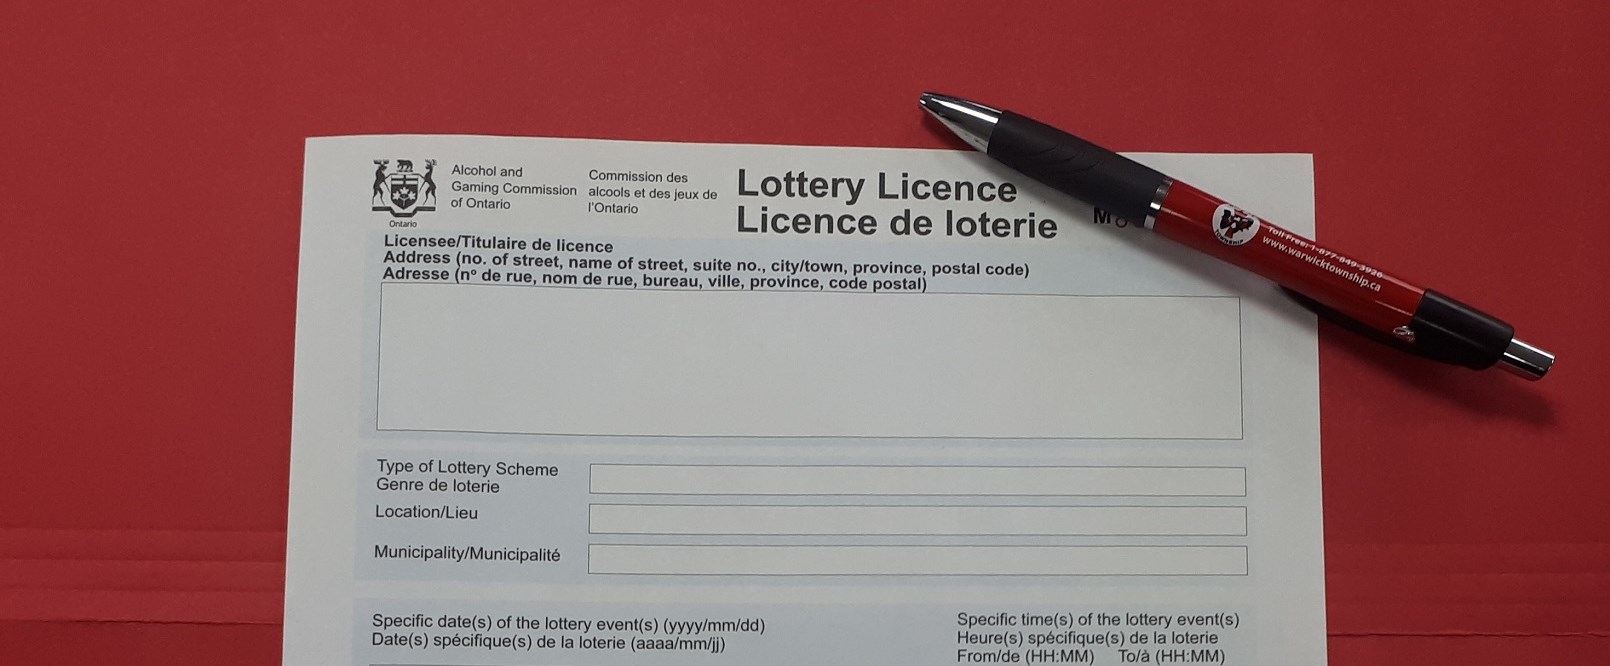 Alcohol and
Gaming Commission
of Ontario
Commission des
alcools et des jeux de
l'Ontario
Ontario
Lottery Licence
Licence de loterie
M
Licensee/Titulaire de licence
Address (no. of street, name of street, suite no., city/town, province, postal code)
Adresse (nº de rue, nom de rue, bureau, ville, province, code postal)
Type of Lottery Scheme
Genre de loterie
Location/Lieu
Municipality/Municipalité
Specific date(s) of the lottery event(s) (yyyy/mm/dd)
Date(s) spécifique(s) de la loterie (aaaa/mm/jj)
Specific time(s) of the lottery event(s)
Heure(s) spécifique(s) de la loterie
From/de (HH:MM) To/à (HH:MM)
TOWNSHIP
Toll Free: 1-877-849-3926
www.warwicktownship.ca